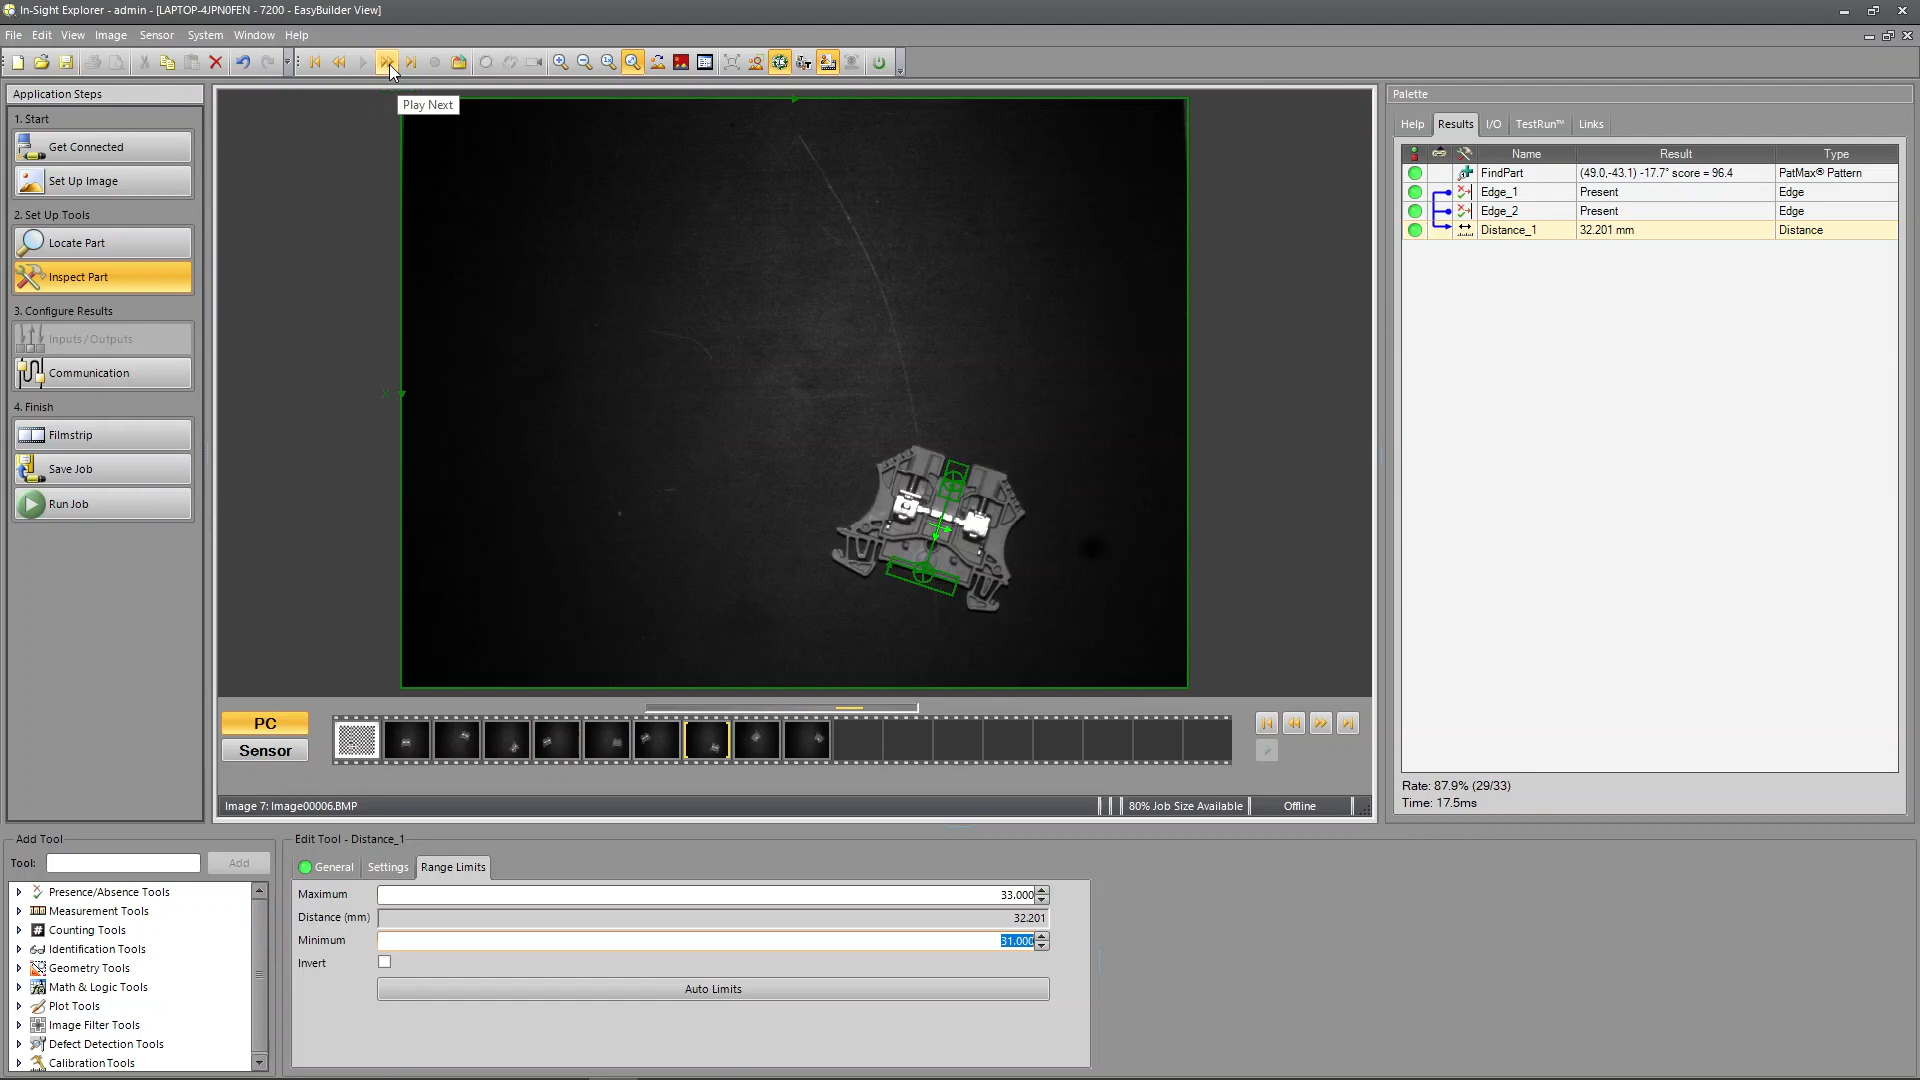 In-Sight Explorer - admin - [LAPTOP-4JPN0FEN - 7200 - EasyBuilder View]
File Edit View Image Sensor System Window Help
Play Next
Application Steps
1. Start
Get Connected
Set Up Image
2. Set Up Tools
Locate Part
Inspect Part
3. Configure Results
Inputs/Outputs
Communication
4. Finish
Filmstrip
Save Job
Run Job
X
PC
Sensor
Image 7: Image00006.BMP
80% Job Size Available
Offline
Palette
Help Results I/O TestRun™ Links
Name Result Type
FindPart (49.0,-43.1) -17.7° score = 96.4 PatMax® Pattern
Edge_1 Present Edge
Edge_2 Present Edge
Distance_1 32.201 mm Distance
Rate: 87.9% (29/33)
Time: 17.5ms
Add Tool
Tool: Add
Presence/Absence Tools
Measurement Tools
Counting Tools
Identification Tools
Geometry Tools
Math & Logic Tools
Plot Tools
Image Filter Tools
Defect Detection Tools
Calibration Tools
Edit Tool - Distance_1
General Settings Range Limits
Maximum 33.000
Distance (mm) 32.201
Minimum 31.000
Invert
Auto Limits